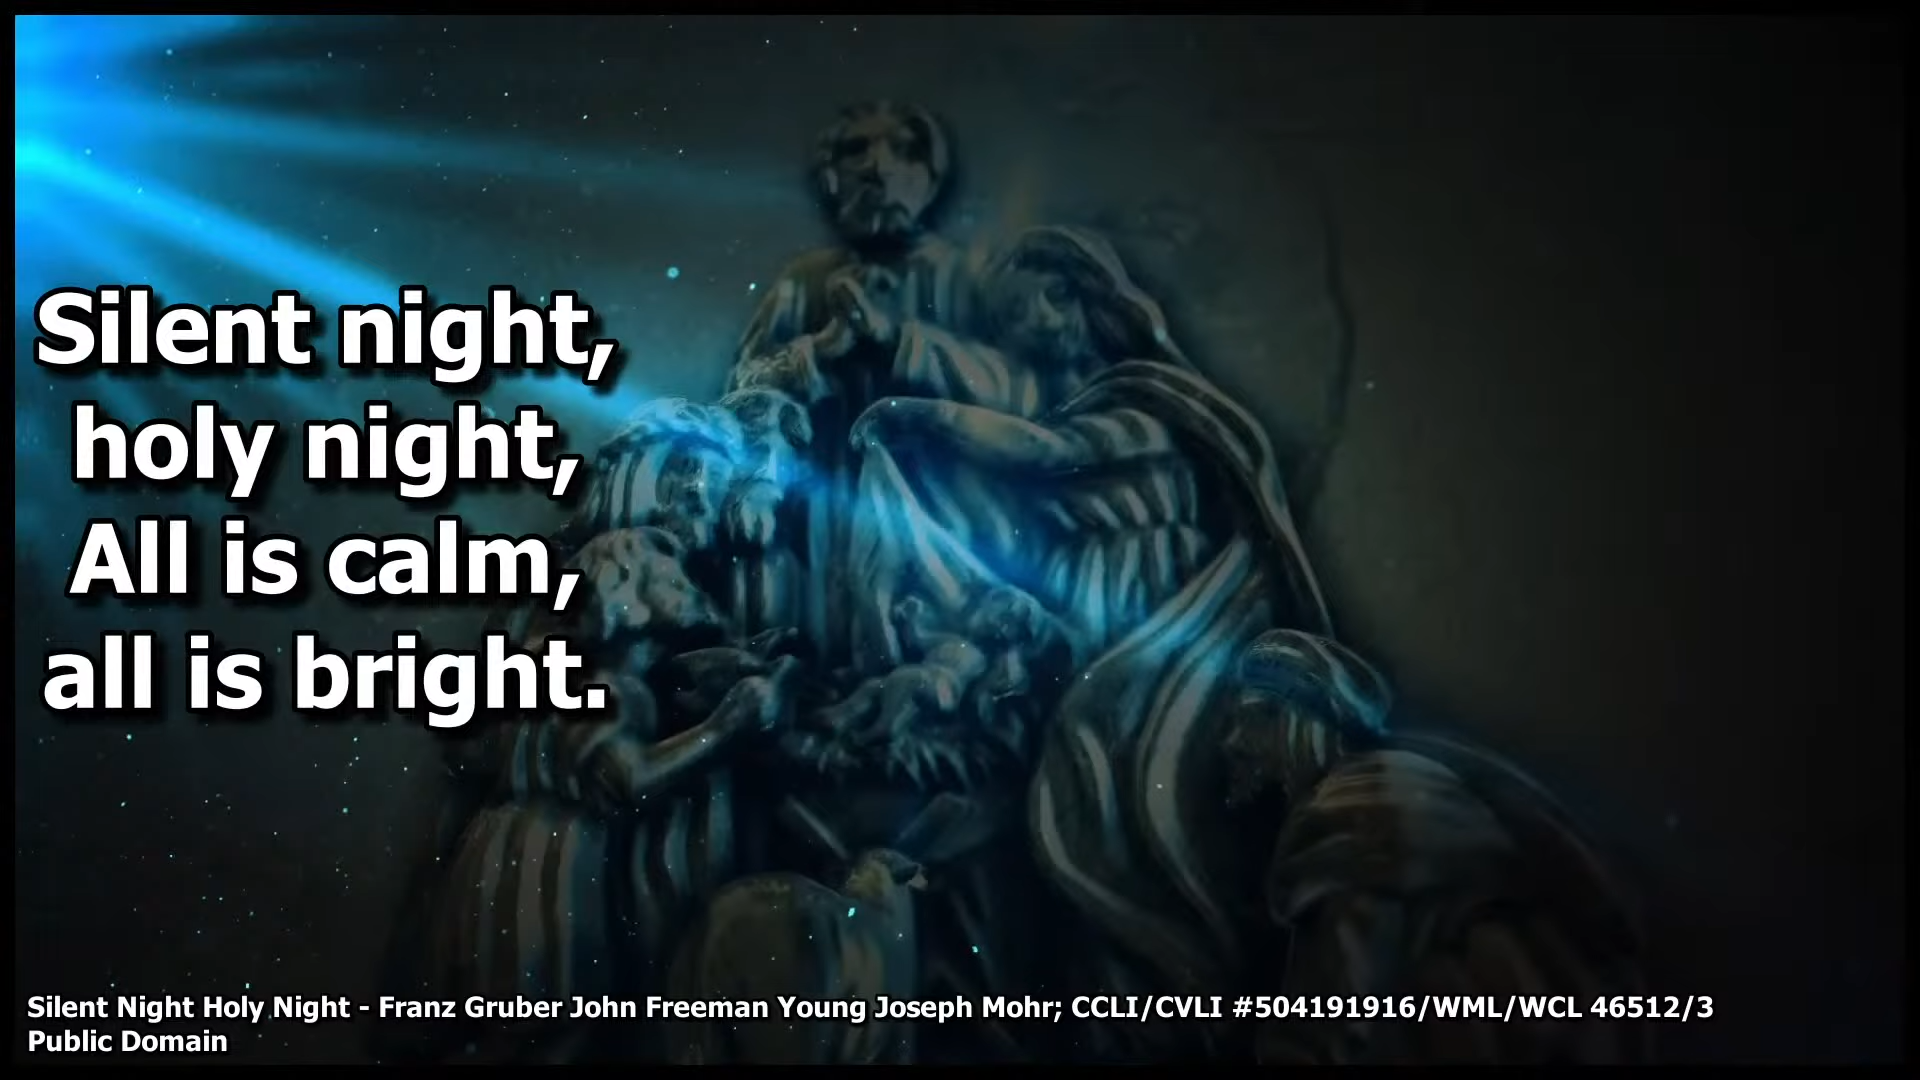 Silent night,
holy night,
All is calm,
all is bright.
Silent Night Holy Night - Franz Gruber John Freeman Young Joseph Mohr; CCLI/CVLI #504191916/WML/WCL 46512/3
Public Domain